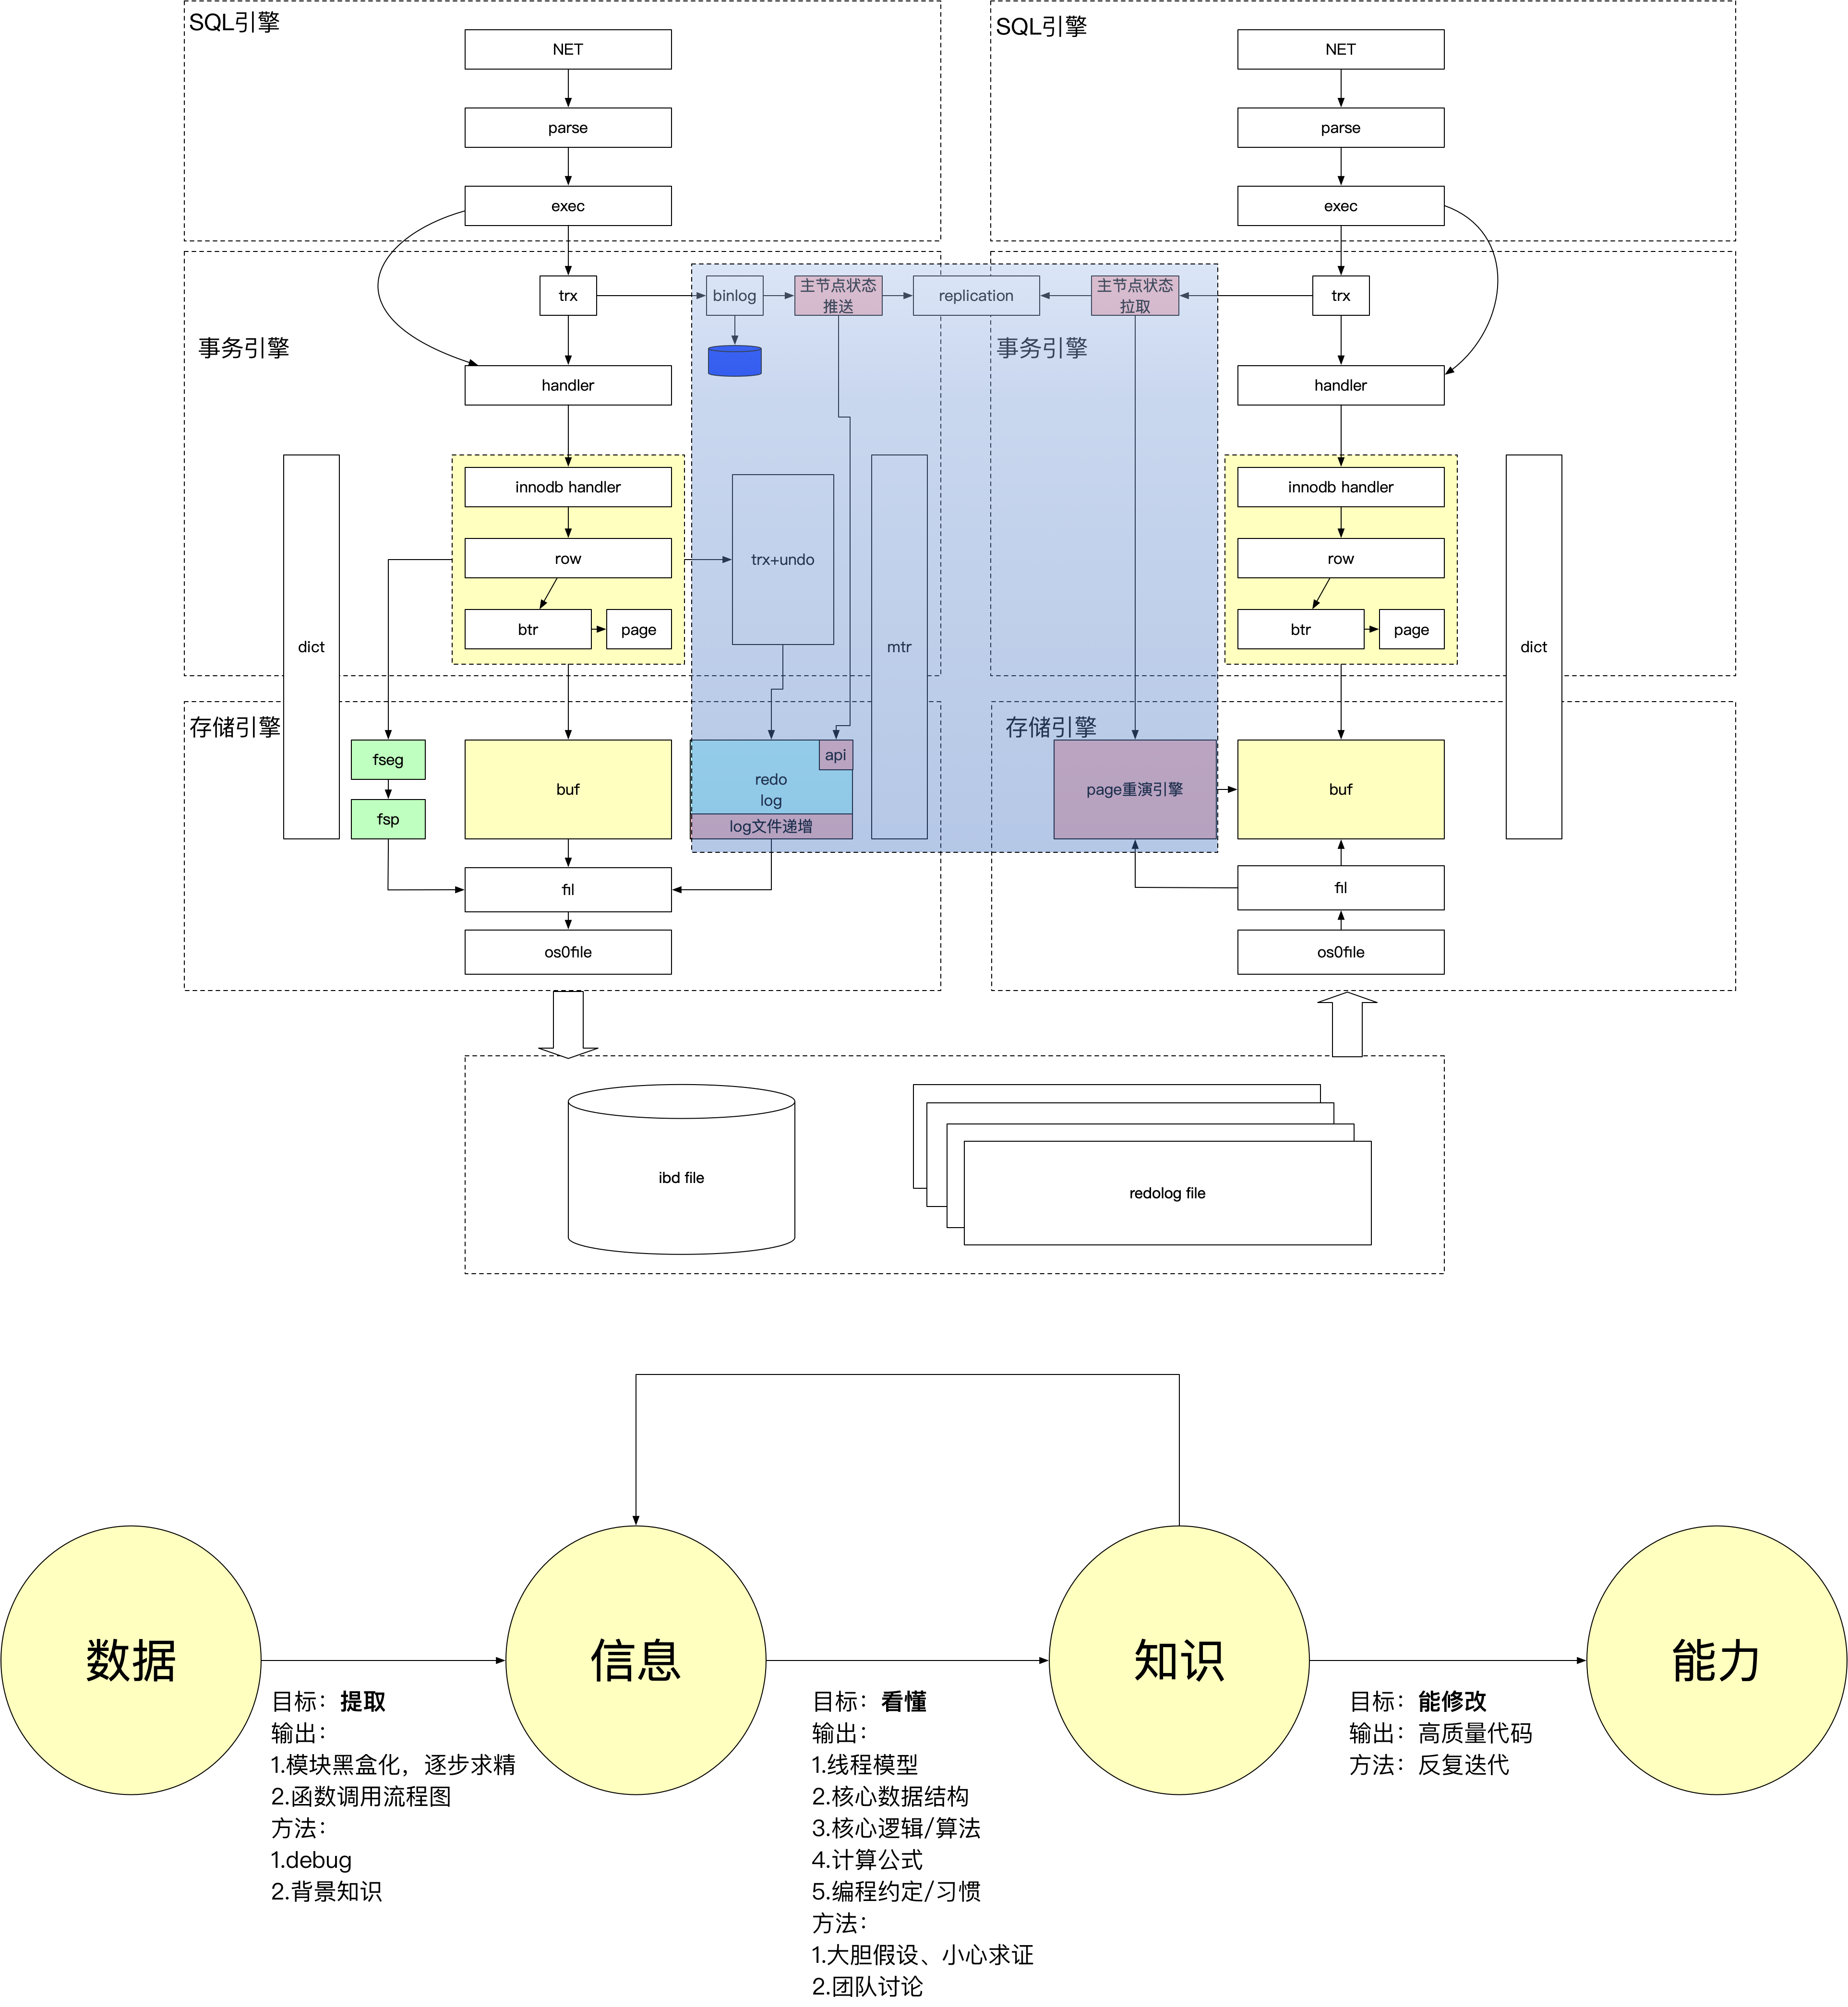 SQL引擎
NET
parse
exec
SQL引擎
NET
parse
exec
事务引擎
trx
binlog
主节点状态
推送
replication
主节点状态
拉取
trx
事务引擎
handler
handler
innodb handler
row
btr
page
dict
trx+undo
mtr
innodb handler
row
btr
page
dict
存储引擎
fseg
fsp
buf
api
redo
log
log文件递增
fil
os0file
存储引擎
page重演引擎
buf
fil
os0file
ibd file
redolog file
数据
信息
知识
能力
目标：提取
输出：
1.模块黑盒化，逐步求精
2.函数调用流程图
方法：
1.debug
2.背景知识
目标：看懂
输出：
1.线程模型
2.核心数据结构
3.核心逻辑/算法
4.计算公式
5.编程约定/习惯
方法：
1.大胆假设、小心求证
2.团队讨论
目标：能修改
输出：高质量代码
方法：反复迭代